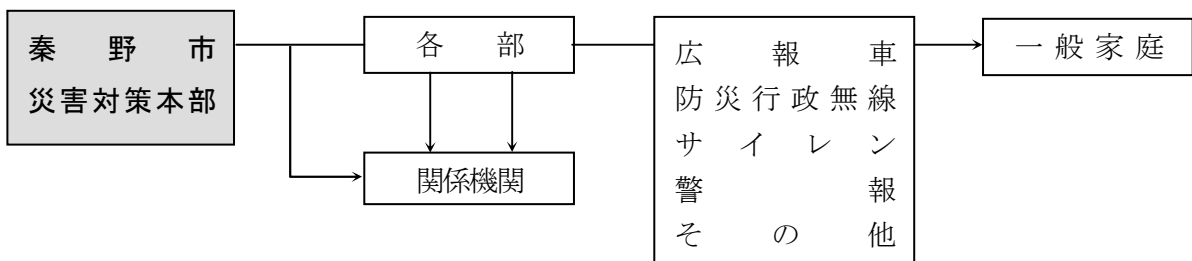 秦野市
災害対策本部
各部
関係機関
広報車
防災行政無線
サイレン
警報
その他
一般家庭